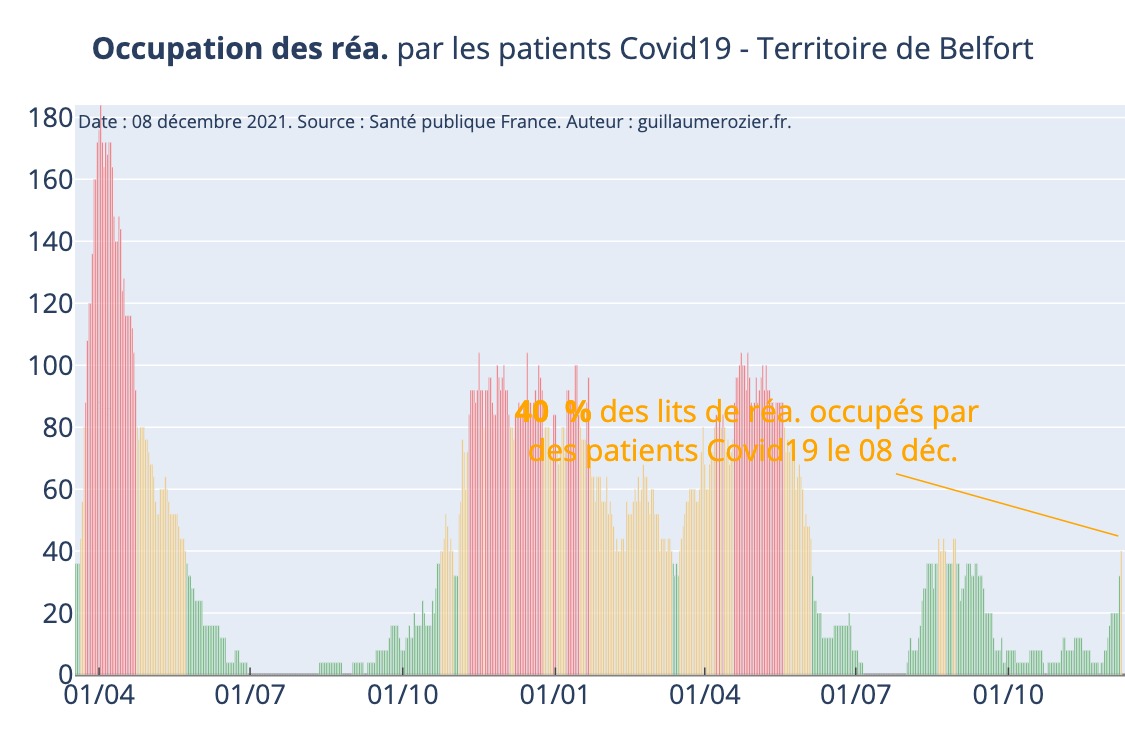 Occupation des réa. par les patients Covid19 - Territoire de Belfort
Date : 08 décembre 2021. Source : Santé publique France. Auteur : guillaumerozier.fr.
180
160
140
120
100
80
60
40
20
0
40 % des lits de réa. occupés par
des patients Covid19 le 08 déc.
01/04 01/07 01/10 01/01 01/04 01/07 01/10